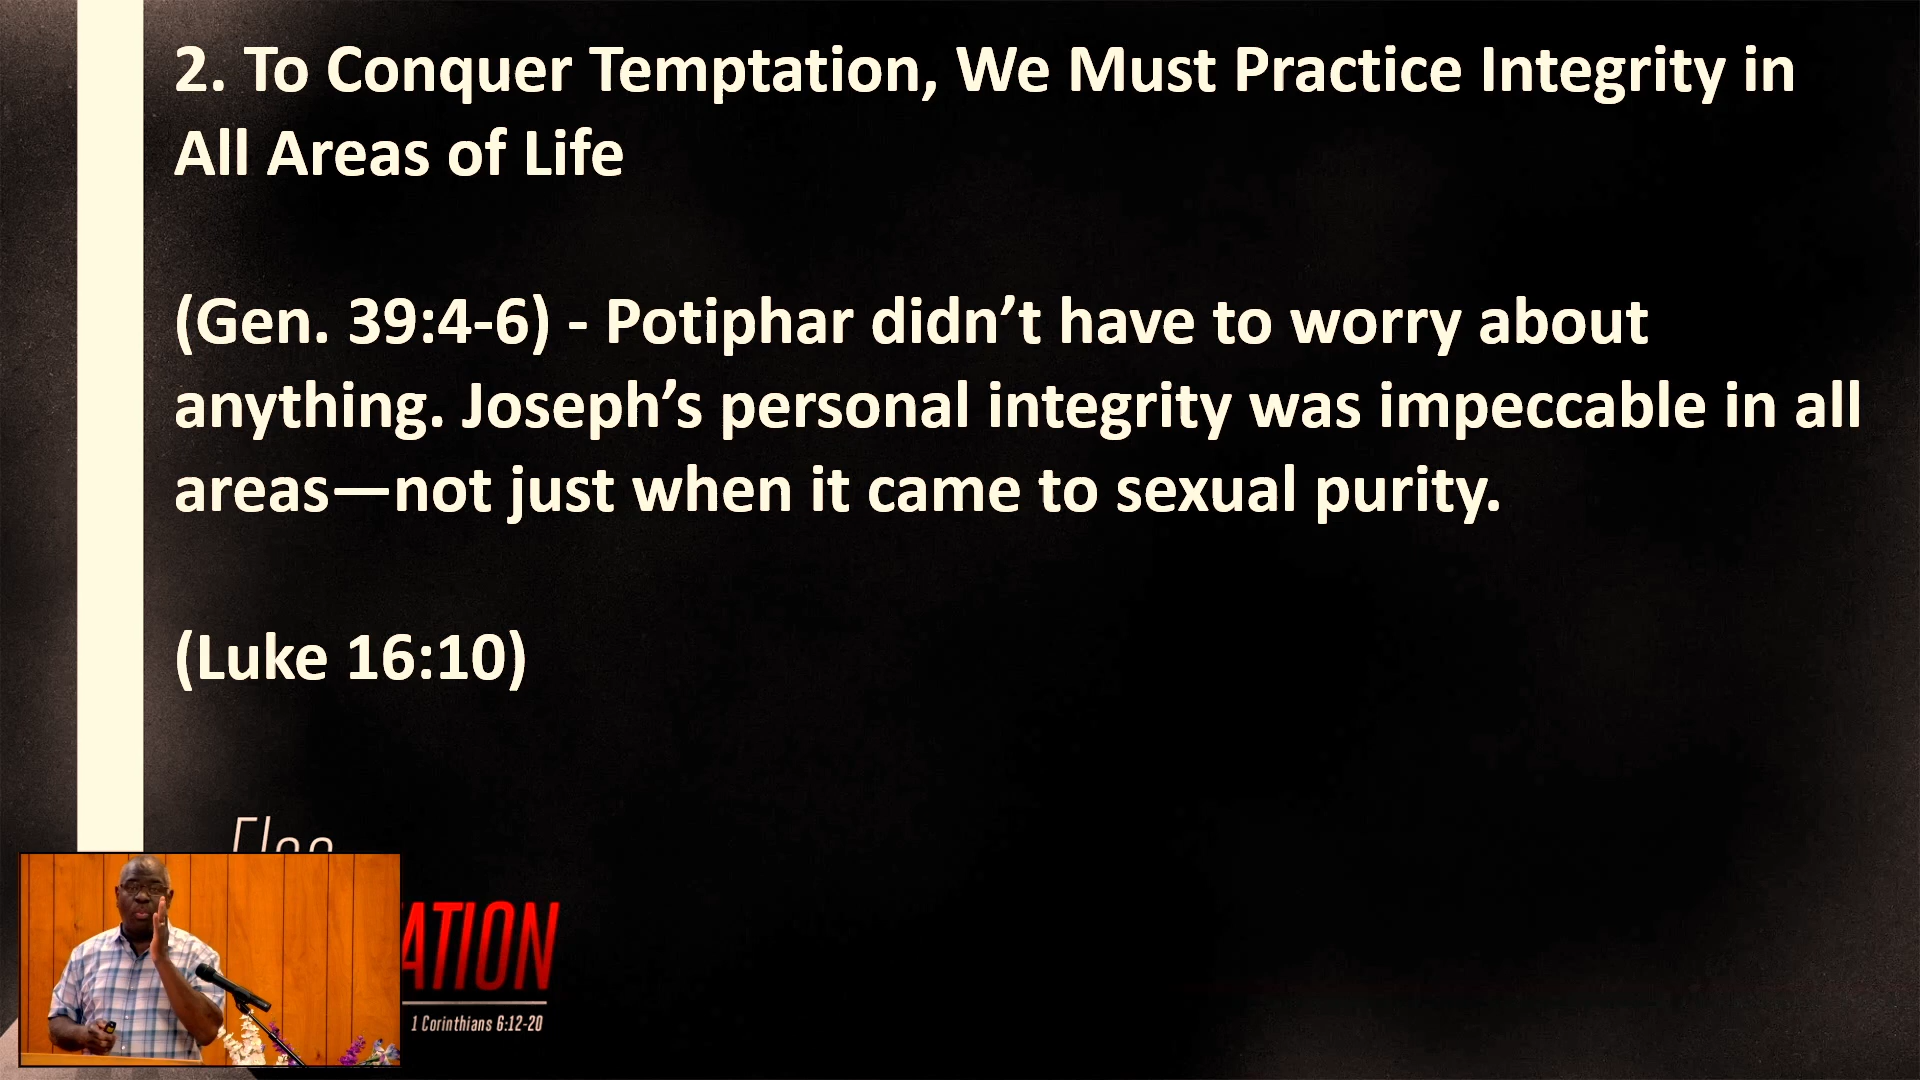 2. To Conquer Temptation, We Must Practice Integrity in
All Areas of Life
(Gen. 39:4-6) - Potiphar didn’t have to worry about
anything. Joseph’s personal integrity was impeccable in all
areas—not just when it came to sexual purity.
(Luke 16:10)
ATION
1 Corinthians 6:12-20